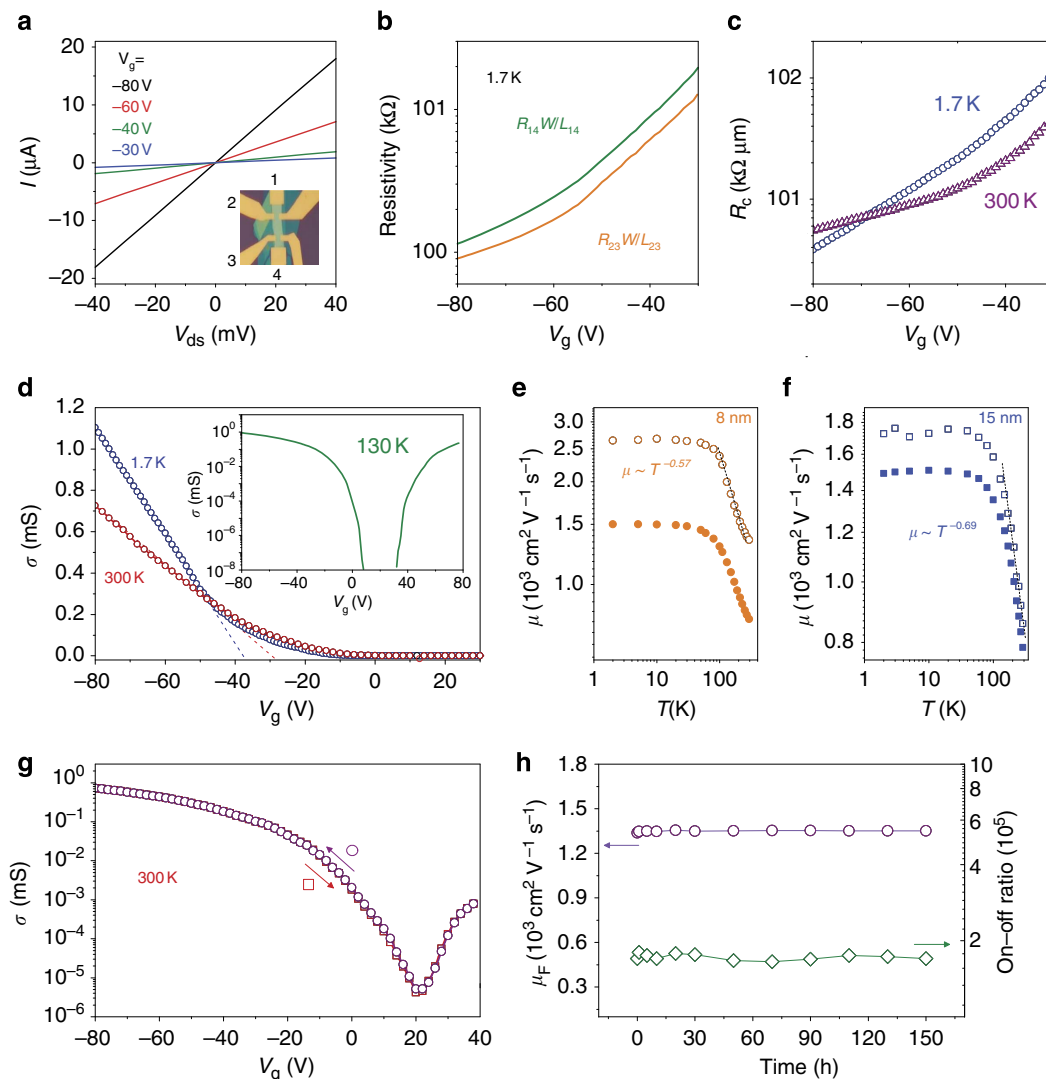 a
I (μA)
20
10
0
−10
−20
V_g=
−80 V
−60 V
−40 V
−30 V
1
2
3
4
−40 −20 0 20 40
V_ds (mV)
b
Resistivity (kΩ)
101
100
1.7 K
R_14W/L_14
R_23W/L_23
−80 −60 −40
V_g (V)
c
R_c (kΩ μm)
102
101
1.7 K
300 K
−80 −60 −40
V_g (V)
d
σ (mS)
1.2
1.0
0.8
0.6
0.4
0.2
0.0
1.7 K
300 K
−80 −60 −40 −20 0 20
V_g (V)
σ (mS)
10^0
10^−2
10^−4
10^−6
10^−8
130 K
−80 −40 0 40 80
V_g (V)
e
μ (10^3 cm^2 V^−1 s^−1)
3.0
2.5
2.0
1.5
1.0
8 nm
μ ~ T^−0.57
1 10 100
T(K)
f
μ (10^3 cm^2 V^−1 s^−1)
1.8
1.6
1.4
1.2
1.0
0.8
15 nm
μ ~ T^−0.69
1 10 100
T (K)
g
σ (mS)
10^0
10^−1
10^−2
10^−3
10^−4
10^−5
10^−6
300 K
−80 −60 −40 −20 0 20 40
V_g (V)
h
μ_F (10^3 cm^2 V^−1 s^−1)
1.8
1.5
1.2
0.9
0.6
0.3
10
8
6
4
2
On–off ratio (10^5)
0 30 60 90 120 150
Time (h)